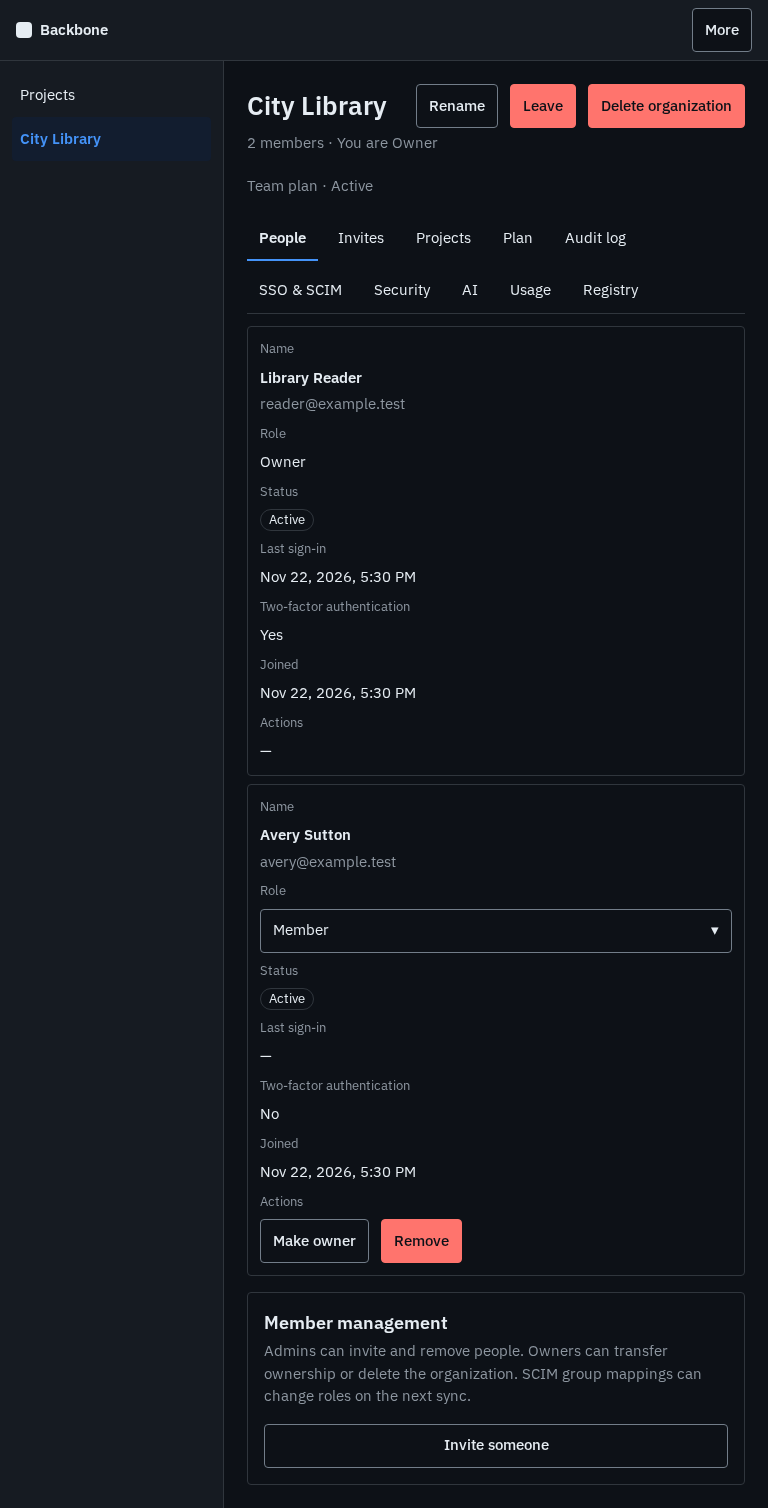 Backbone
More
Projects
City Library
City Library
Rename
Leave
Delete organization
2 members · You are Owner
Team plan · Active
People
Invites
Projects
Plan
Audit log
SSO & SCIM
Security
AI
Usage
Registry
Name
Library Reader
reader@example.test
Role
Owner
Status
Active
Last sign-in
Nov 22, 2026, 5:30 PM
Two-factor authentication
Yes
Joined
Nov 22, 2026, 5:30 PM
Actions
—
Name
Avery Sutton
avery@example.test
Role
Member
Status
Active
Last sign-in
—
Two-factor authentication
No
Joined
Nov 22, 2026, 5:30 PM
Actions
Make owner
Remove
Member management
Admins can invite and remove people. Owners can transfer
ownership or delete the organization. SCIM group mappings can
change roles on the next sync.
Invite someone